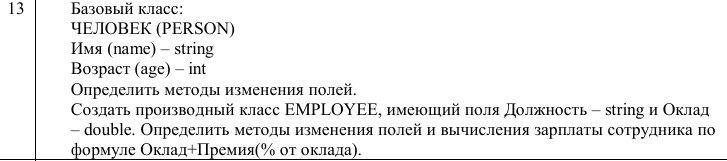 13
Базовый класс:
ЧЕЛОВЕК (PERSON)
Имя (name) – string
Возраст (age) – int
Определить методы изменения полей.
Создать производный класс EMPLOYEE, имеющий поля Должность – string и Оклад
– double. Определить методы изменения полей и вычисления зарплаты сотрудника по
формуле Оклад+Премия(% от оклада).